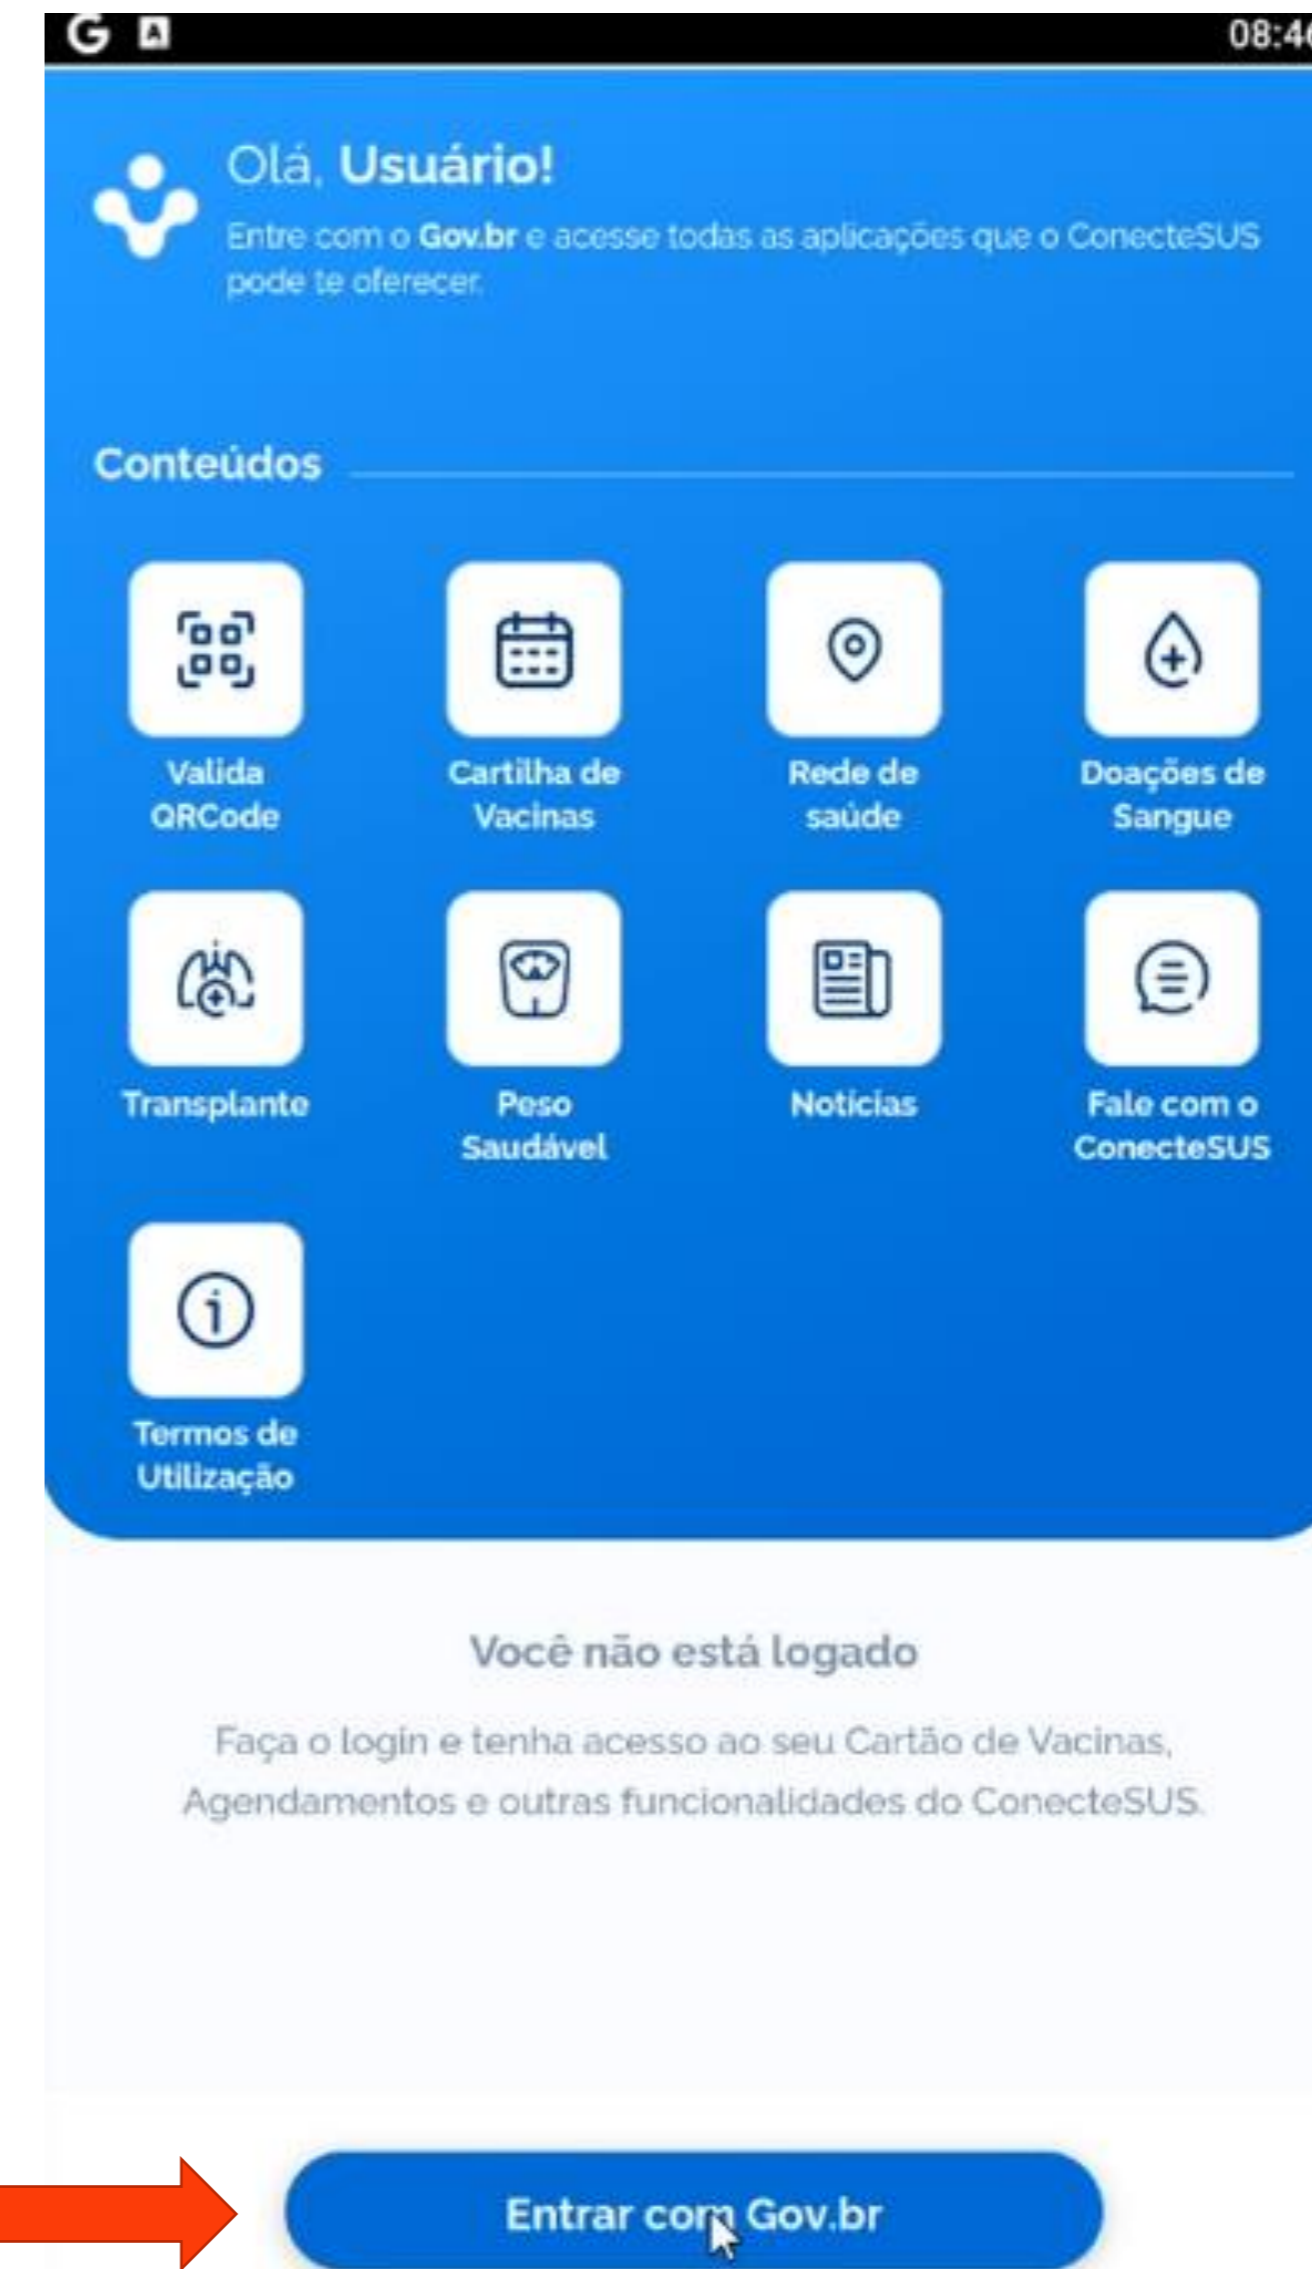 G A
Olá, Usuário!
Entre com o Gov.br e acesse todas as aplicações que o ConecteSUS
pode te oferecer.
Conteúdos
Valida
QRCode
Cartilha de
Vacinas
Rede de
saúde
Doações de
Sangue
Transplante
Peso
Saudável
Notícias
Fale com o
ConecteSUS
Termos de
Utilização
Você não está logado
Faça o login e tenha acesso ao seu Cartão de Vacinas,
Agendamentos e outras funcionalidades do ConecteSUS.
Entrar com Gov.br